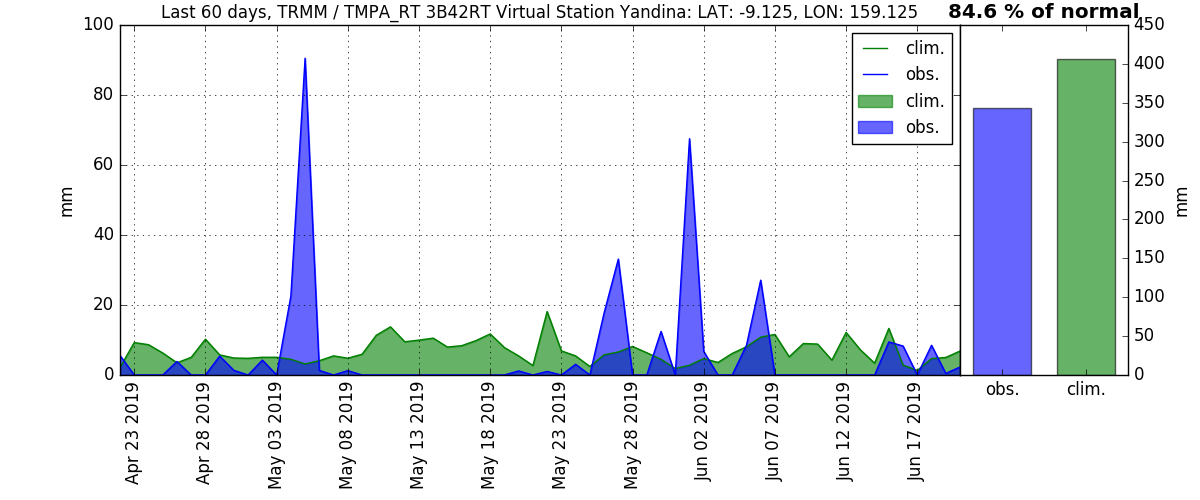 Last 60 days, TRMM / TMPA_RT 3B42RT Virtual Station Yandina: LAT: -9.125, LON: 159.125
84.6 % of normal
100
80
60
40
20
0
mm
clim.
obs.
clim.
obs.
450
400
350
300
250
200
150
100
50
0
mm
obs.
clim.
Apr 23 2019
Apr 28 2019
May 03 2019
May 08 2019
May 13 2019
May 18 2019
May 23 2019
May 28 2019
Jun 02 2019
Jun 07 2019
Jun 12 2019
Jun 17 2019